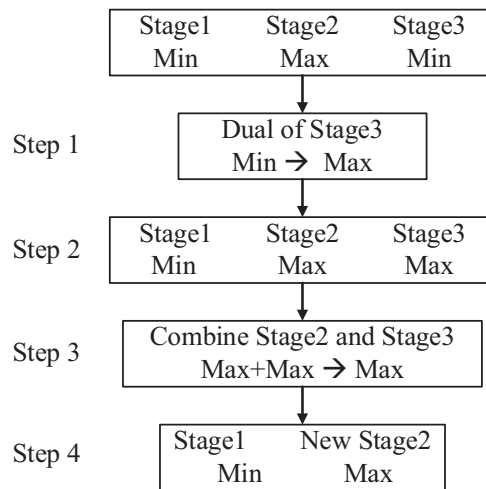 Stage1 Stage2 Stage3
Min Max Min
Step 1
Dual of Stage3
Min → Max
Step 2
Stage1 Stage2 Stage3
Min Max Max
Step 3
Combine Stage2 and Stage3
Max+Max → Max
Step 4
Stage1 New Stage2
Min Max